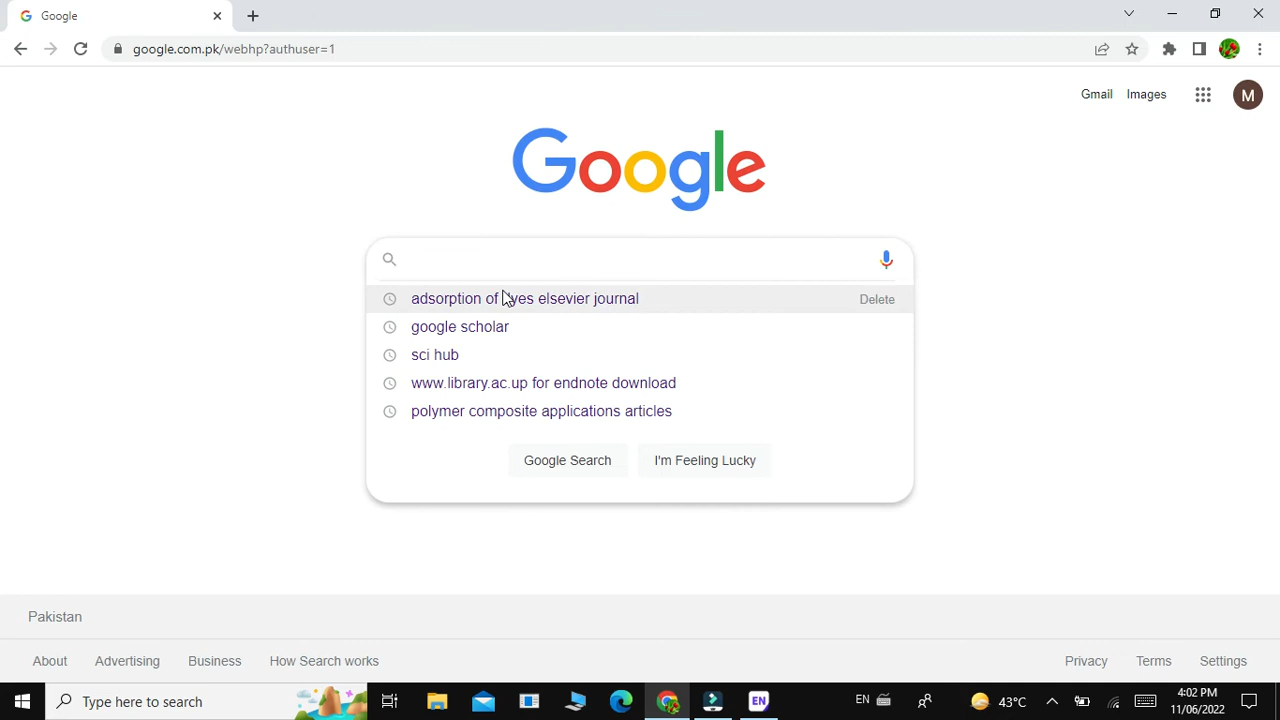 Google
google.com.pk/webhp?authuser=1
Gmail Images M
Google
adsorption of dyes elsevier journal Delete
google scholar
sci hub
www.library.ac.up for endnote download
polymer composite applications articles
Google Search I'm Feeling Lucky
Pakistan
About Advertising Business How Search works Privacy Terms Settings
Type here to search EN EN 43°C 4:02 PM
11/06/2022